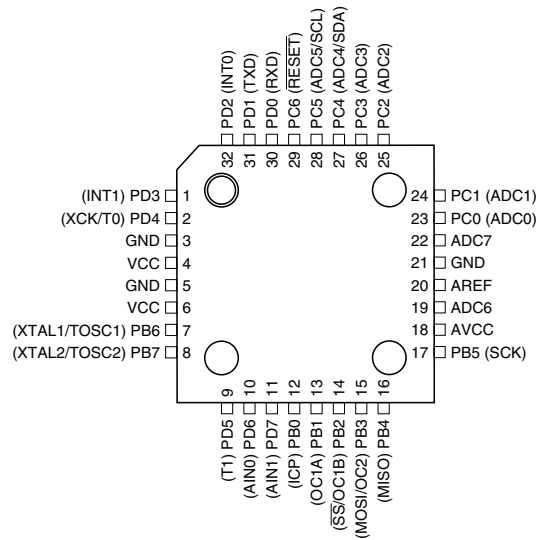 32 PD2 (INT0)
31 PD1 (TXD)
30 PD0 (RXD)
29 PC6 (RESET)
28 PC5 (ADC5/SCL)
27 PC4 (ADC4/SDA)
26 PC3 (ADC3)
25 PC2 (ADC2)
(INT1) PD3 1
(XCK/T0) PD4 2
GND 3
VCC 4
GND 5
VCC 6
(XTAL1/TOSC1) PB6 7
(XTAL2/TOSC2) PB7 8
24 PC1 (ADC1)
23 PC0 (ADC0)
22 ADC7
21 GND
20 AREF
19 ADC6
18 AVCC
17 PB5 (SCK)
(T1) PD5 9
(AIN0) PD6 10
(AIN1) PD7 11
(ICP) PB0 12
(OC1A) PB1 13
(SS/OC1B) PB2 14
(MOSI/OC2) PB3 15
(MISO) PB4 16